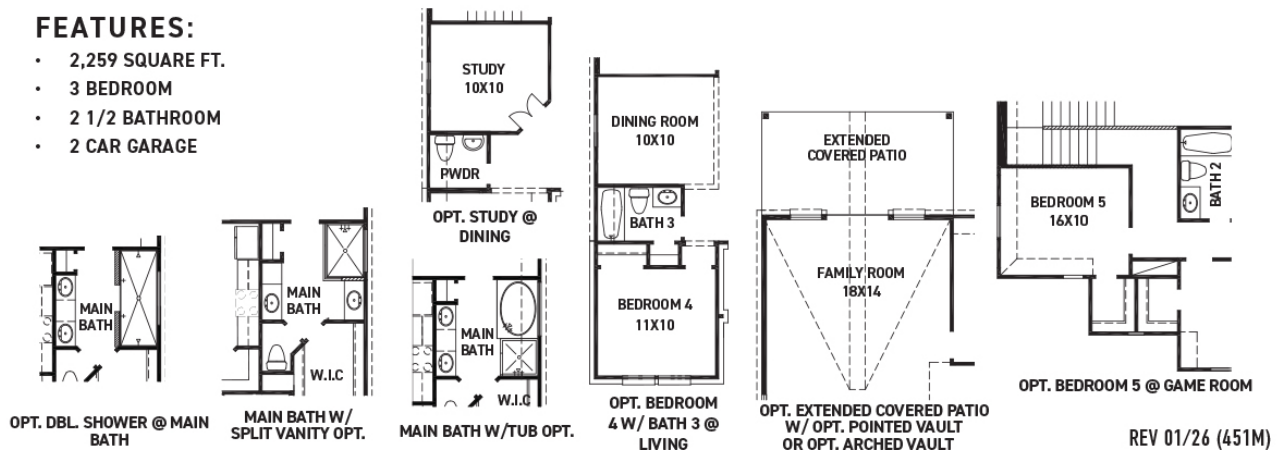 FEATURES:
• 2,259 SQUARE FT.
• 3 BEDROOM
• 2 1/2 BATHROOM
• 2 CAR GARAGE
STUDY
10X10
PWDR
OPT. STUDY @
DINING
DINING ROOM
10X10
BATH 3
BEDROOM 4
11X10
OPT. BEDROOM
4 W/ BATH 3 @
LIVING
EXTENDED
COVERED PATIO
FAMILY ROOM
18X14
OPT. EXTENDED COVERED PATIO
W/ OPT. POINTED VAULT
OR OPT. ARCHED VAULT
BEDROOM 5
16X10
BATH 2
OPT. BEDROOM 5 @ GAME ROOM
MAIN
BATH
OPT. DBL. SHOWER @ MAIN
BATH
MAIN
BATH
W.I.C
MAIN BATH W/
SPLIT VANITY OPT.
MAIN
BATH
W.I.C
MAIN BATH W/TUB OPT.
REV 01/26 (451M)